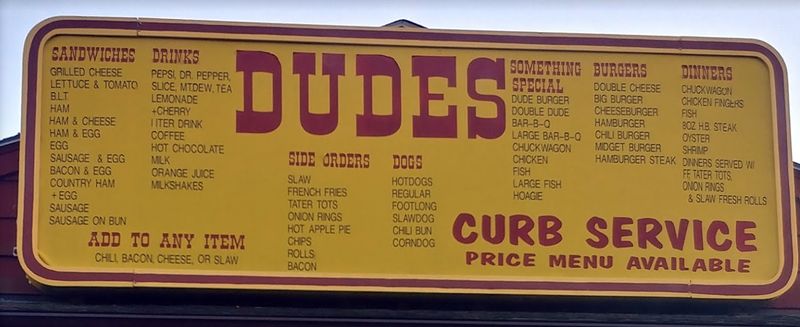 DUDES
SANDWICHES
GRILLED CHEESE
LETTUCE & TOMATO
B.L.T.
HAM
HAM & CHEESE
HAM & EGG
EGG
SAUSAGE & EGG
BACON & EGG
COUNTRY HAM
+ EGG
SAUSAGE
SAUSAGE ON BUN
ADD TO ANY ITEM
CHILI, BACON, CHEESE, OR SLAW
DRINKS
PEPSI, DR. PEPPER,
SLICE, MTDEW, TEA
LEMONADE
+CHERRY
LITER DRINK
COFFEE
HOT CHOCOLATE
MILK
ORANGE JUICE
MILKSHAKES
SIDE ORDERS
SLAW
FRENCH FRIES
TATER TOTS
ONION RINGS
HOT APPLE PIE
CHIPS
ROLLS
BACON
DOGS
HOTDOGS
REGULAR
FOOTLONG
SLAWDOG
CHILI BUN
CORNDOG
SOMETHING
SPECIAL
DUDE BURGER
DOUBLE DUDE
BAR-B-Q
LARGE BAR-B-Q
CHUCKWAGON
CHICKEN
FISH
LARGE FISH
HOAGIE
BURGERS
DOUBLE CHEESE
BIG BURGER
CHEESEBURGER
HAMBURGER
CHILI BURGER
MIDGET BURGER
HAMBURGER STEAK
DINNERS
CHUCKWAGON
CHICKEN FINGERS
FISH
8OZ H.B. STEAK
OYSTER
SHRIMP
DINNERS SERVED W/
FF, TATER TOTS,
ONION RINGS
& SLAW FRESH ROLLS
CURB SERVICE
PRICE MENU AVAILABLE